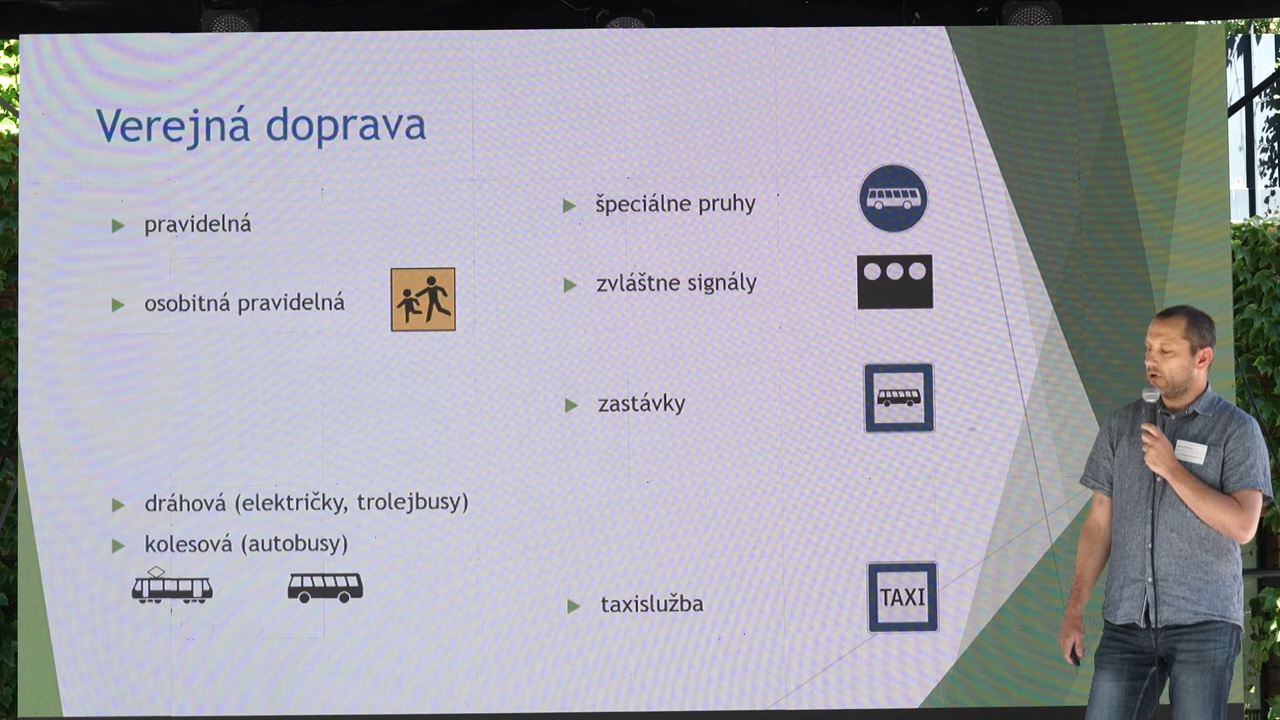 Verejná doprava
pravidelná
osobitná pravidelná
dráhová (električky, trolejbusy)
kolesová (autobusy)
špeciálne pruhy
zvláštne signály
zastávky
taxislužba
TAXI